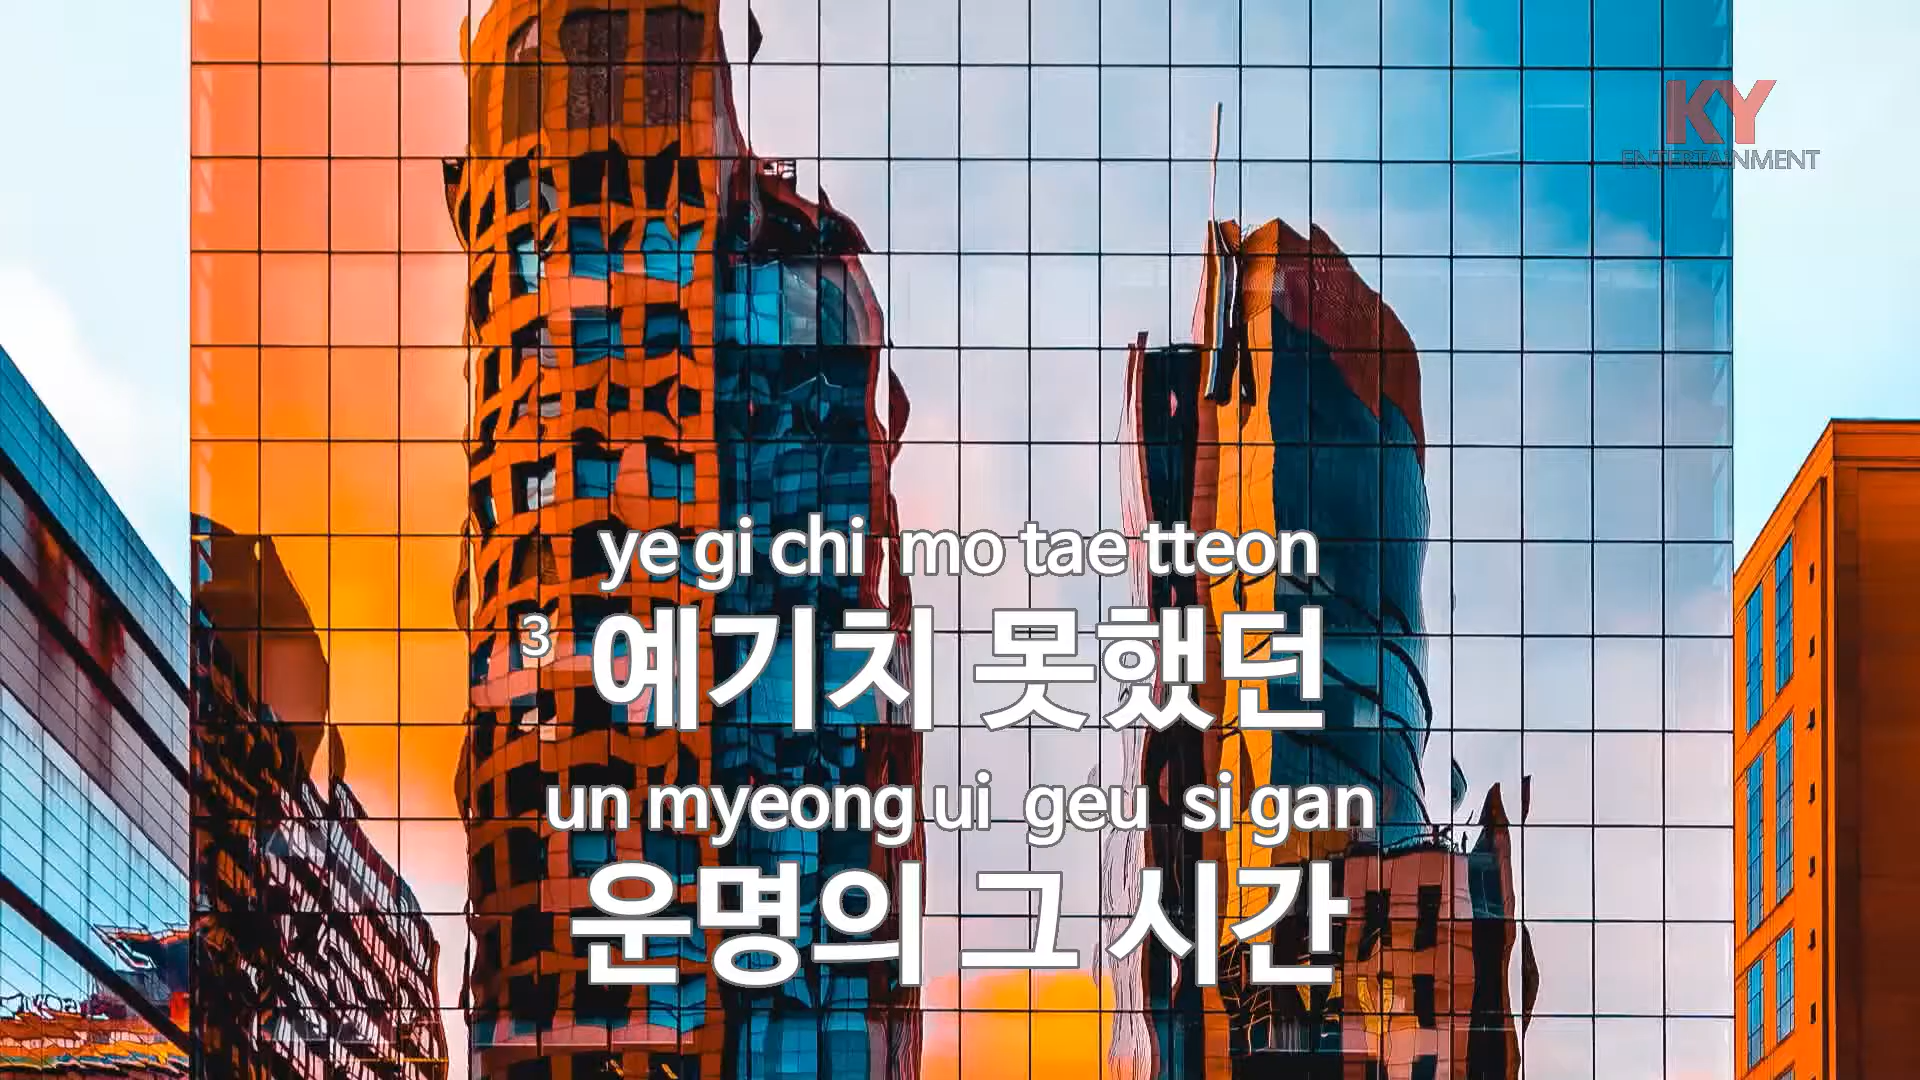 KY
ENTERTAINMENT
ye gi chi mo tae tteon
3 예기치 못했던
un myeong ui geu si gan
운명의 그 시간